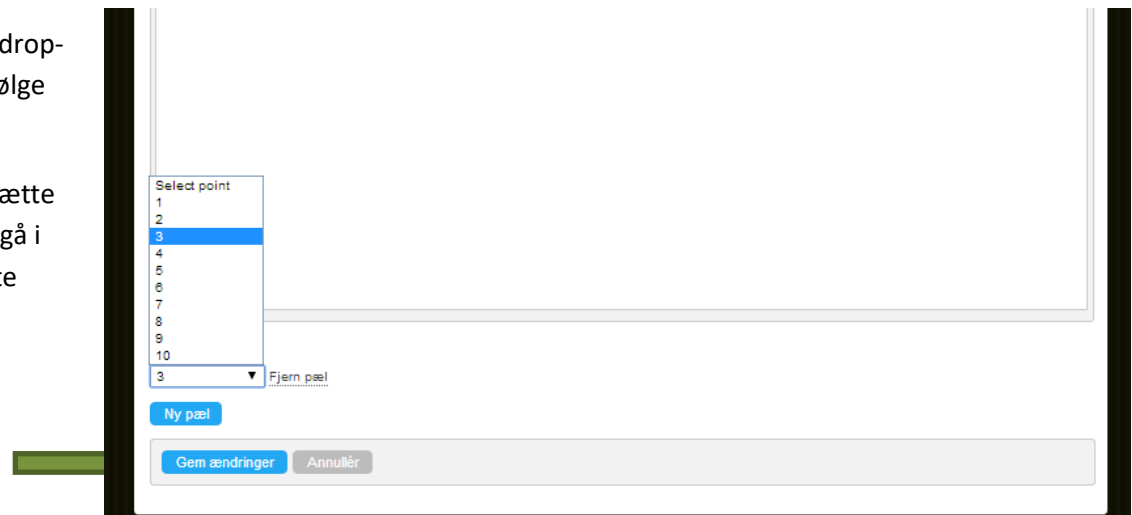 drop-
ølge
ætte
gå i
te
Select point
1
2
3
4
5
6
7
8
9
10
3
Fjern pæl
Ny pæl
Gem ændringer
Annullér